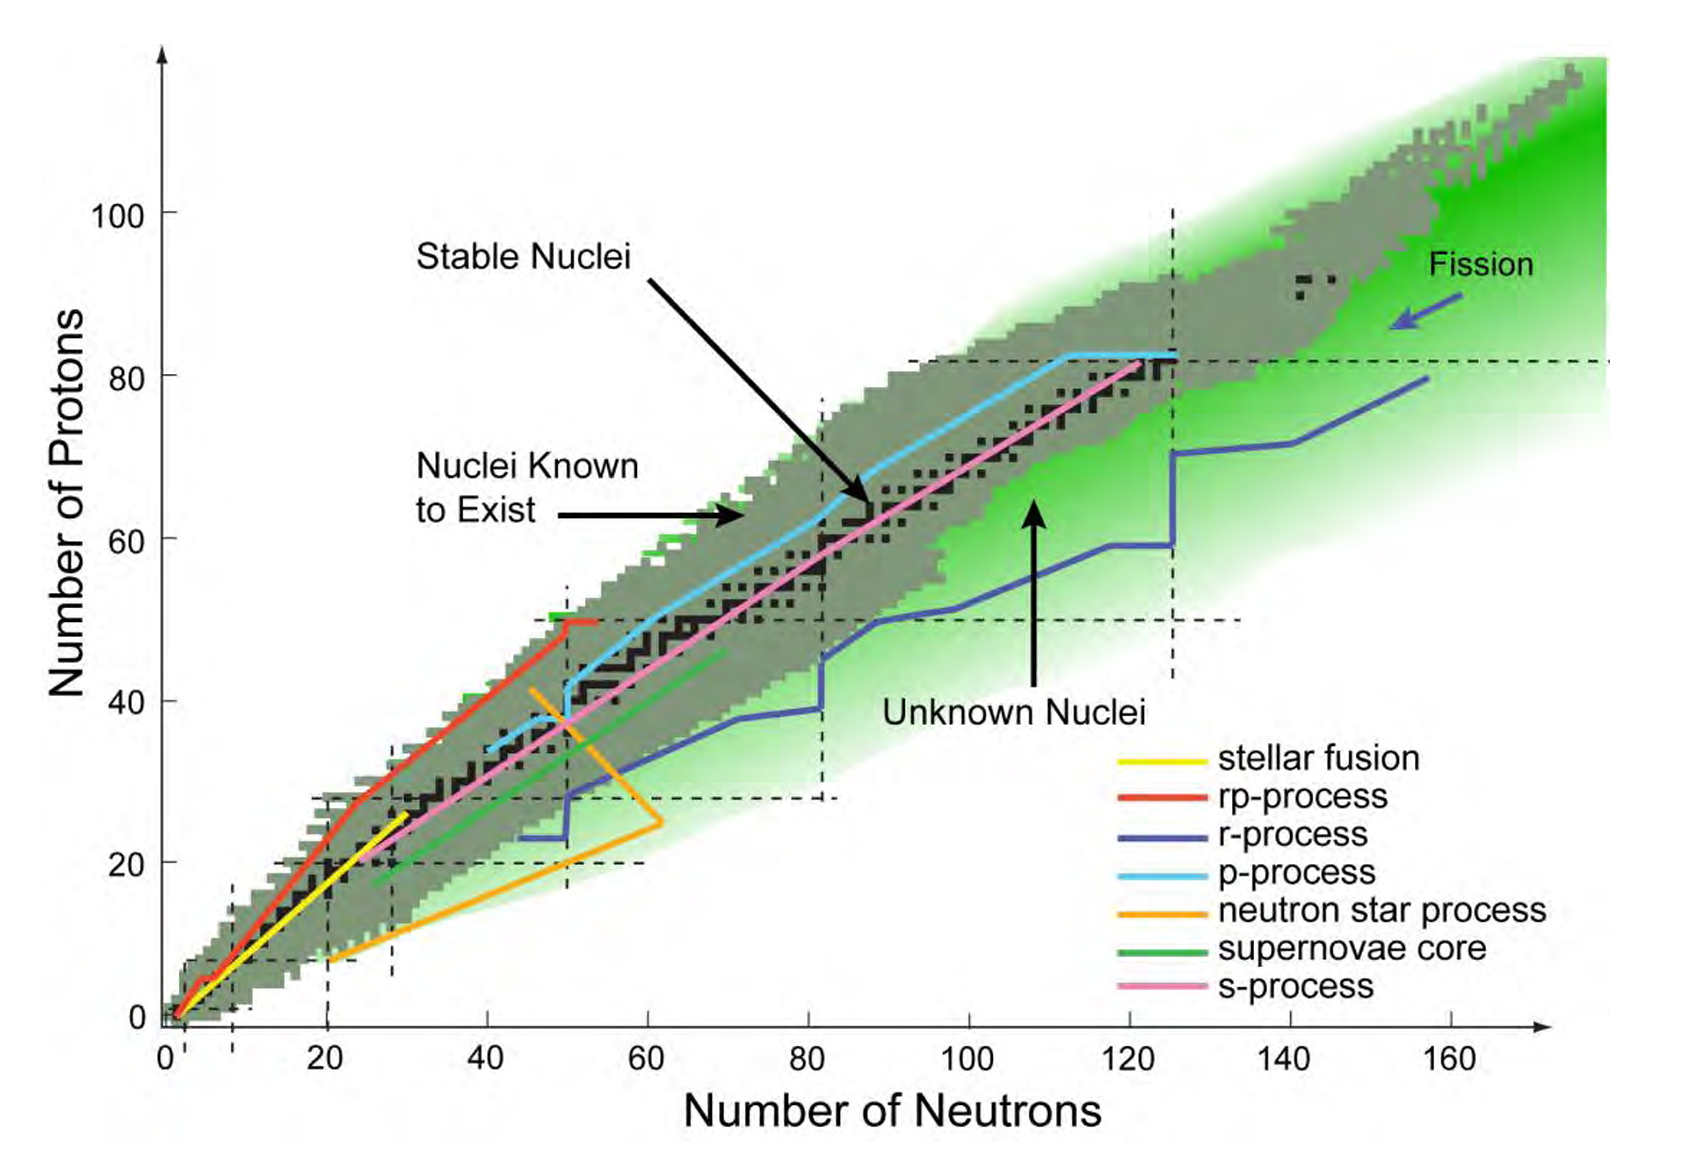 100
80
60
40
20
0
0
20
40
60
80
100
120
140
160
Number of Protons
Number of Neutrons
Stable Nuclei
Nuclei Known
to Exist
Fission
Unknown Nuclei
stellar fusion
rp-process
r-process
p-process
neutron star process
supernovae core
s-process